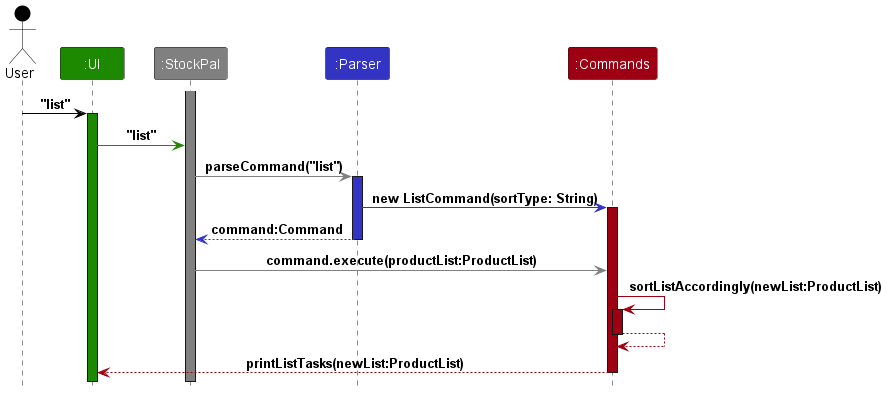 User
:UI
:StockPal
:Parser
:Commands
"list"
"list"
parseCommand("list")
new ListCommand(sortType: String)
command:Command
command.execute(productList:ProductList)
sortListAccordingly(newList:ProductList)
printListTasks(newList:ProductList)